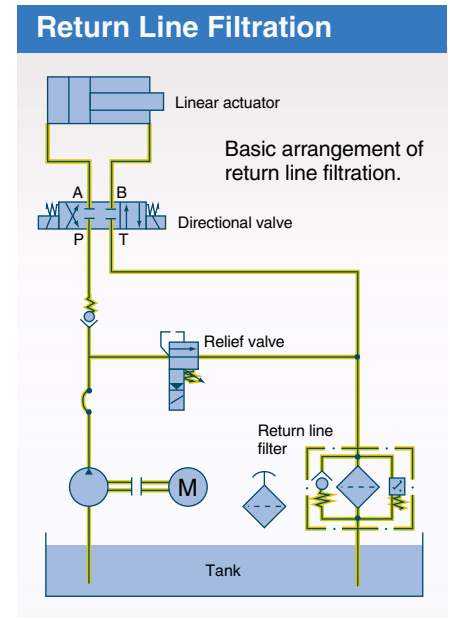 Return Line Filtration
Linear actuator
Basic arrangement of
return line filtration.
A B
Directional valve
P T
Relief valve
Return line
filter
M
Tank